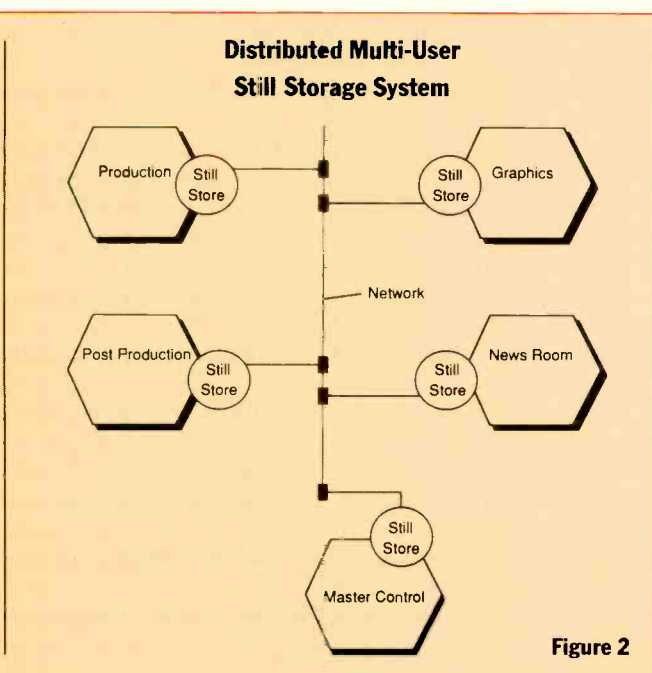 Distributed Multi-User
Still Storage System
Production
Still
Store
Still
Store
Graphics
Network
Post Production
Still
Store
Still
Store
News Room
Still
Store
Master Control
Figure 2